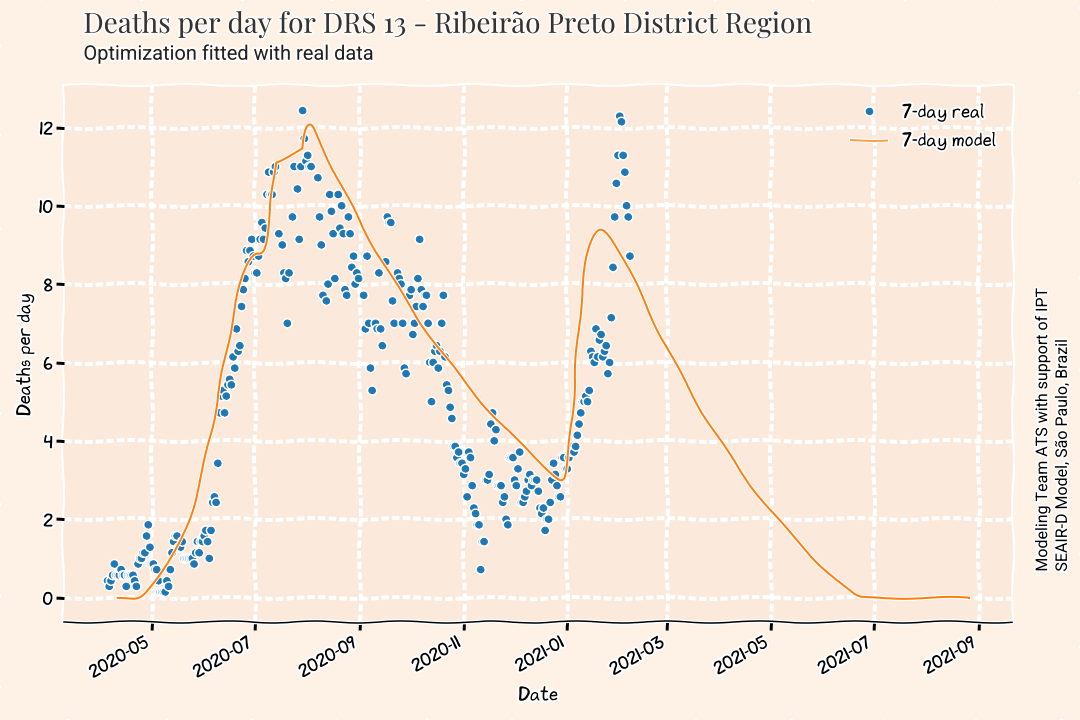 Deaths per day for DRS 13 - Ribeirão Preto District Region
Optimization fitted with real data
7-day real
7-day model
Deaths per day
12
10
8
6
4
2
0
2020-05
2020-07
2020-09
2020-11
2021-01
2021-03
2021-05
2021-07
2021-09
Date
Modeling Team ATS with support of IPT
SEAIR-D Model, São Paulo, Brazil